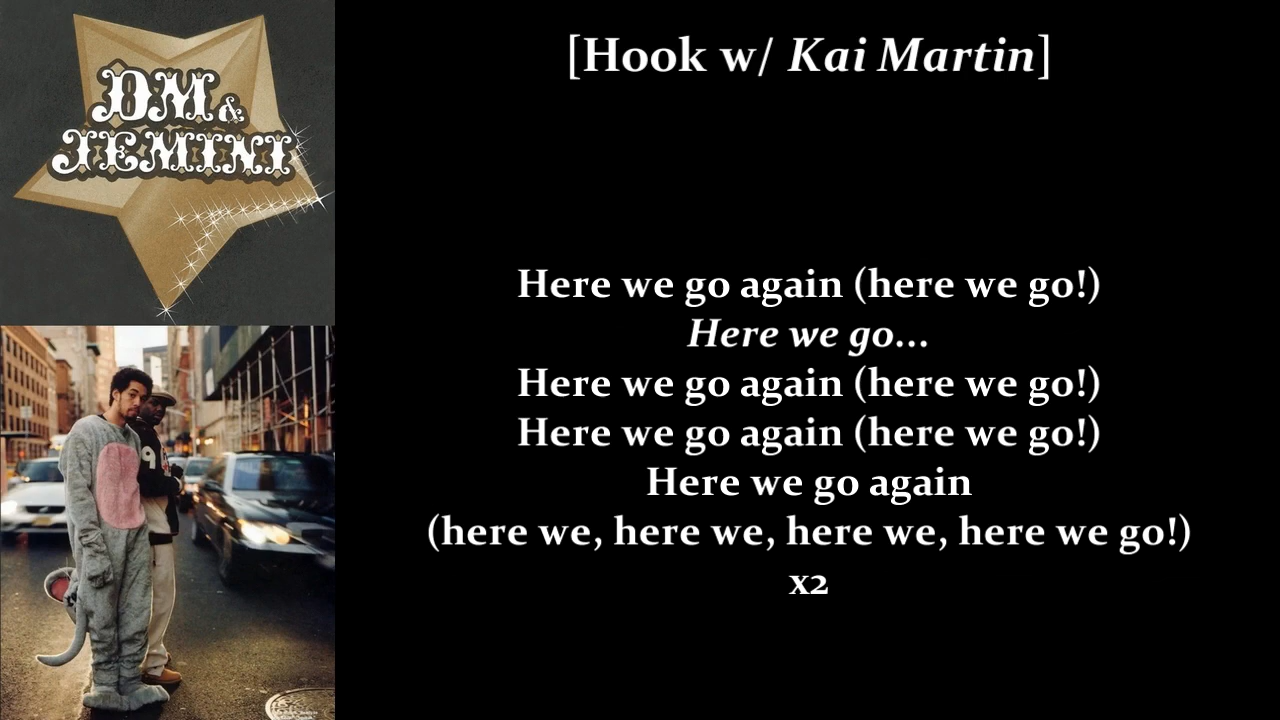 DM &
JEMINI
[Hook w/ Kai Martin]
Here we go again (here we go!)
Here we go...
Here we go again (here we go!)
Here we go again (here we go!)
Here we go again
(here we, here we, here we, here we go!)
x2
9